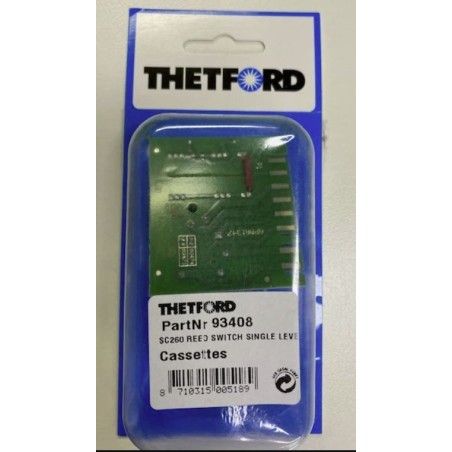 THETFORD
THETFORD
PartNr 93408
SC260 REED SWITCH SINGLE LEVE
Cassettes
8 710315 005189